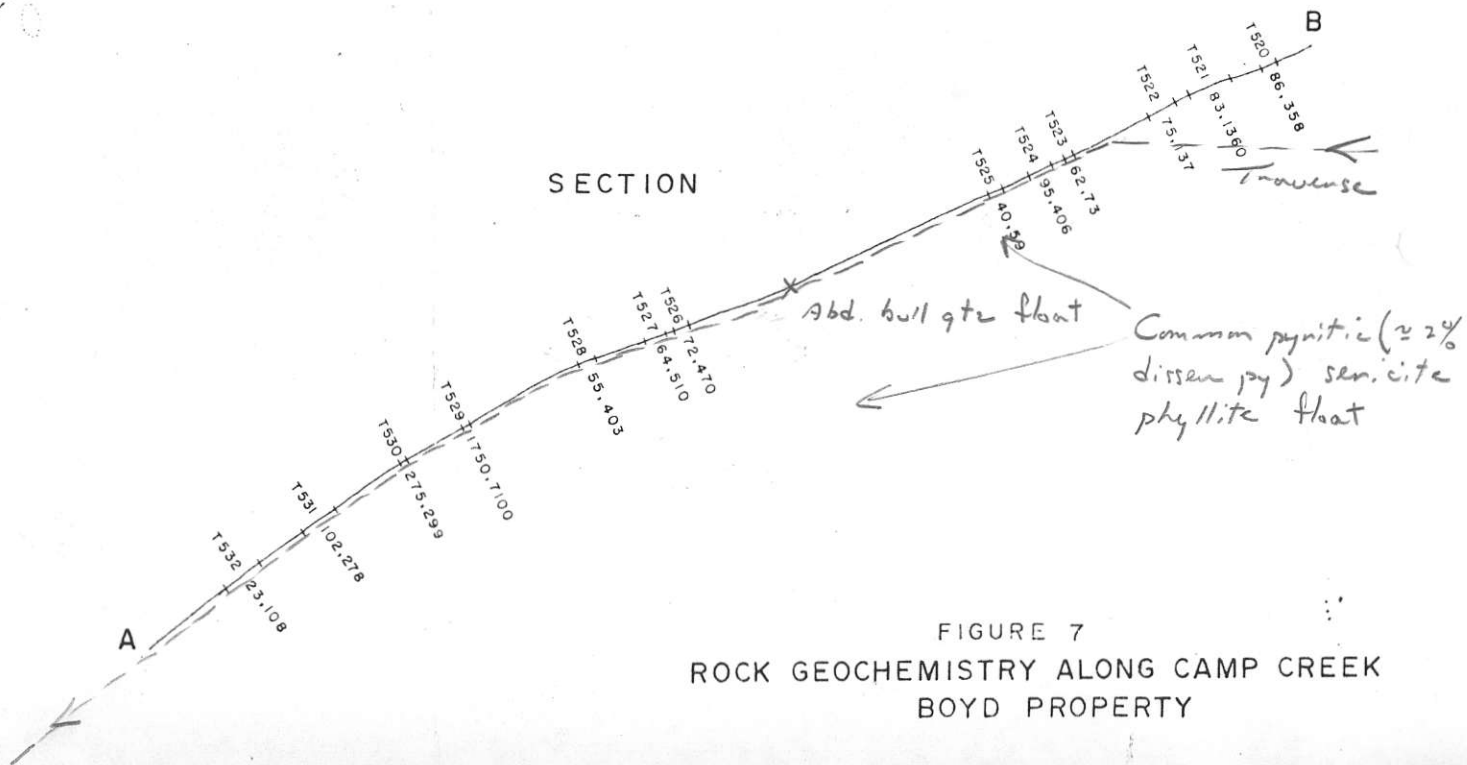 B
T520
86,358
T521
83,1360
T522
75,137
T523
62,73
T524
95,406
T525
40,59
Traverse
SECTION
Abd. bull qtz float
Common pyritic (≈ 2%
dissem py) sericite
phyllite float
T526
72,470
T527
64,510
T528
55,403
T529
1750,7100
T530
275,299
T531
102,278
T532
23,108
A
FIGURE 7
ROCK GEOCHEMISTRY ALONG CAMP CREEK
BOYD PROPERTY